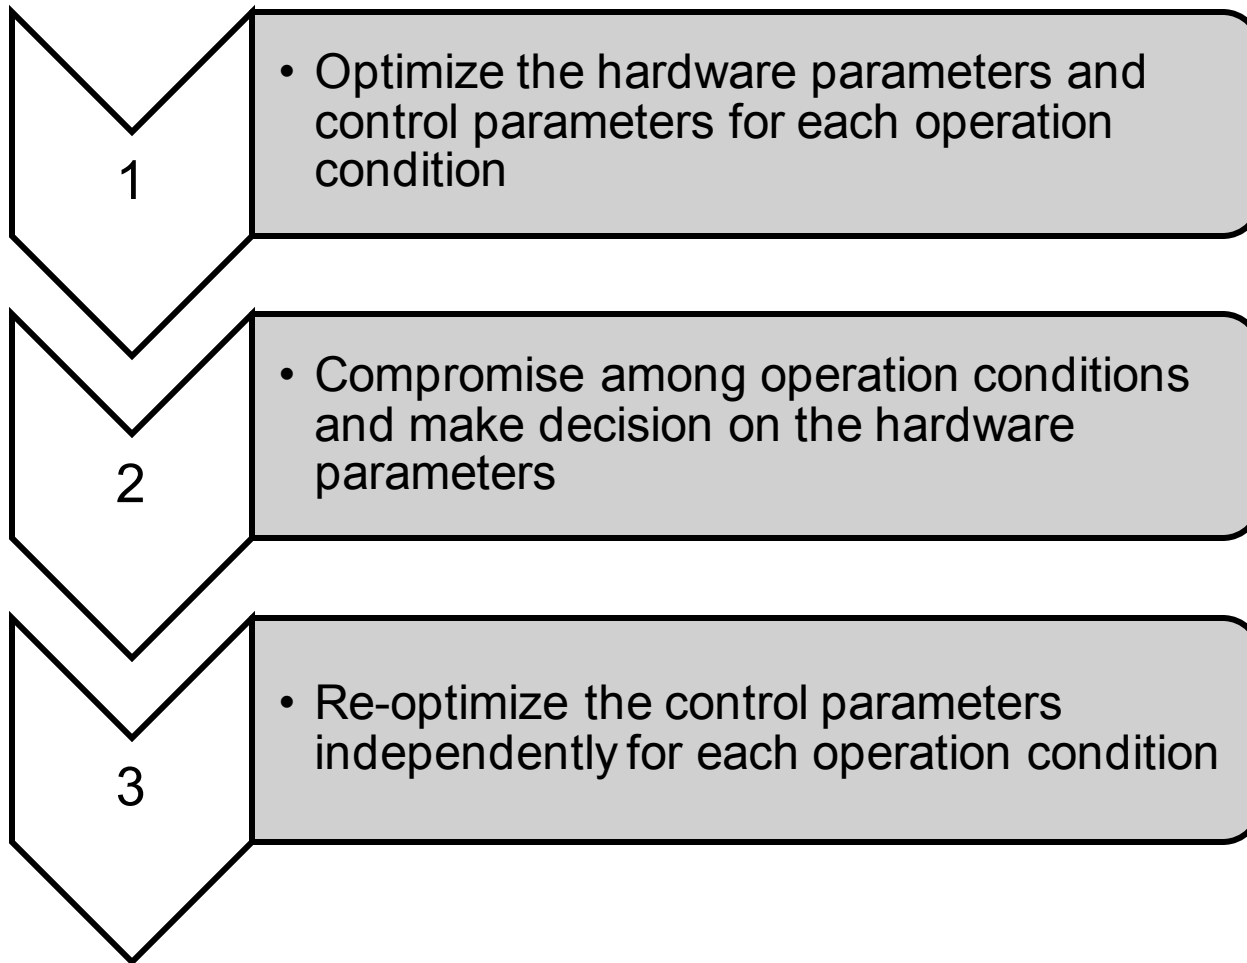 1
• Optimize the hardware parameters and
control parameters for each operation
condition
2
• Compromise among operation conditions
and make decision on the hardware
parameters
3
• Re-optimize the control parameters
independently for each operation condition